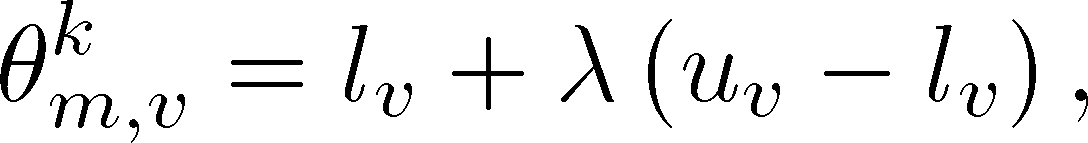 θ^k_{m,v} = l_v + λ (u_v − l_v) ,